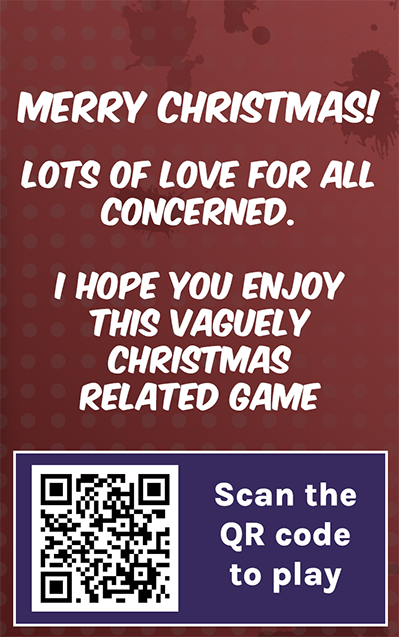 MERRY CHRISTMAS!
LOTS OF LOVE FOR ALL
CONCERNED.
I HOPE YOU ENJOY
THIS VAGUELY
CHRISTMAS
RELATED GAME
Scan the
QR code
to play